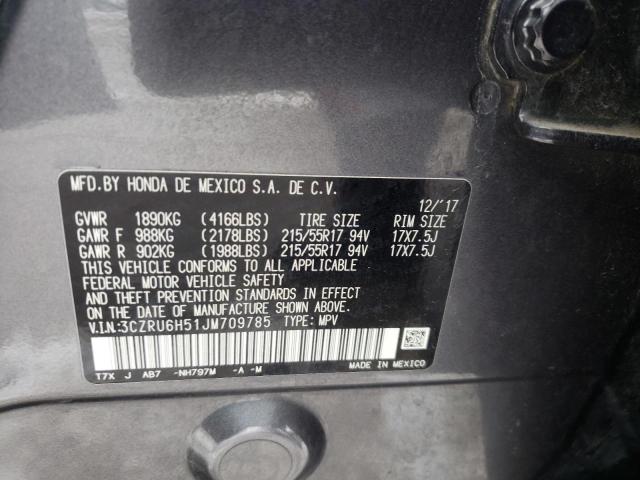 MFD.BY HONDA DE MEXICO S.A. DE C.V.
12/'17
GVWR 1890KG (4166LBS) TIRE SIZE RIM SIZE
GAWR F 988KG (2178LBS) 215/55R17 94V 17X7.5J
GAWR R 902KG (1988LBS) 215/55R17 94V 17X7.5J
THIS VEHICLE CONFORMS TO ALL APPLICABLE
FEDERAL MOTOR VEHICLE SAFETY
AND THEFT PREVENTION STANDARDS IN EFFECT
ON THE DATE OF MANUFACTURE SHOWN ABOVE.
V.I.N:3CZRU6H51JM709785 TYPE: MPV
T7X J AB7 -NH797M -A -M MADE IN MEXICO